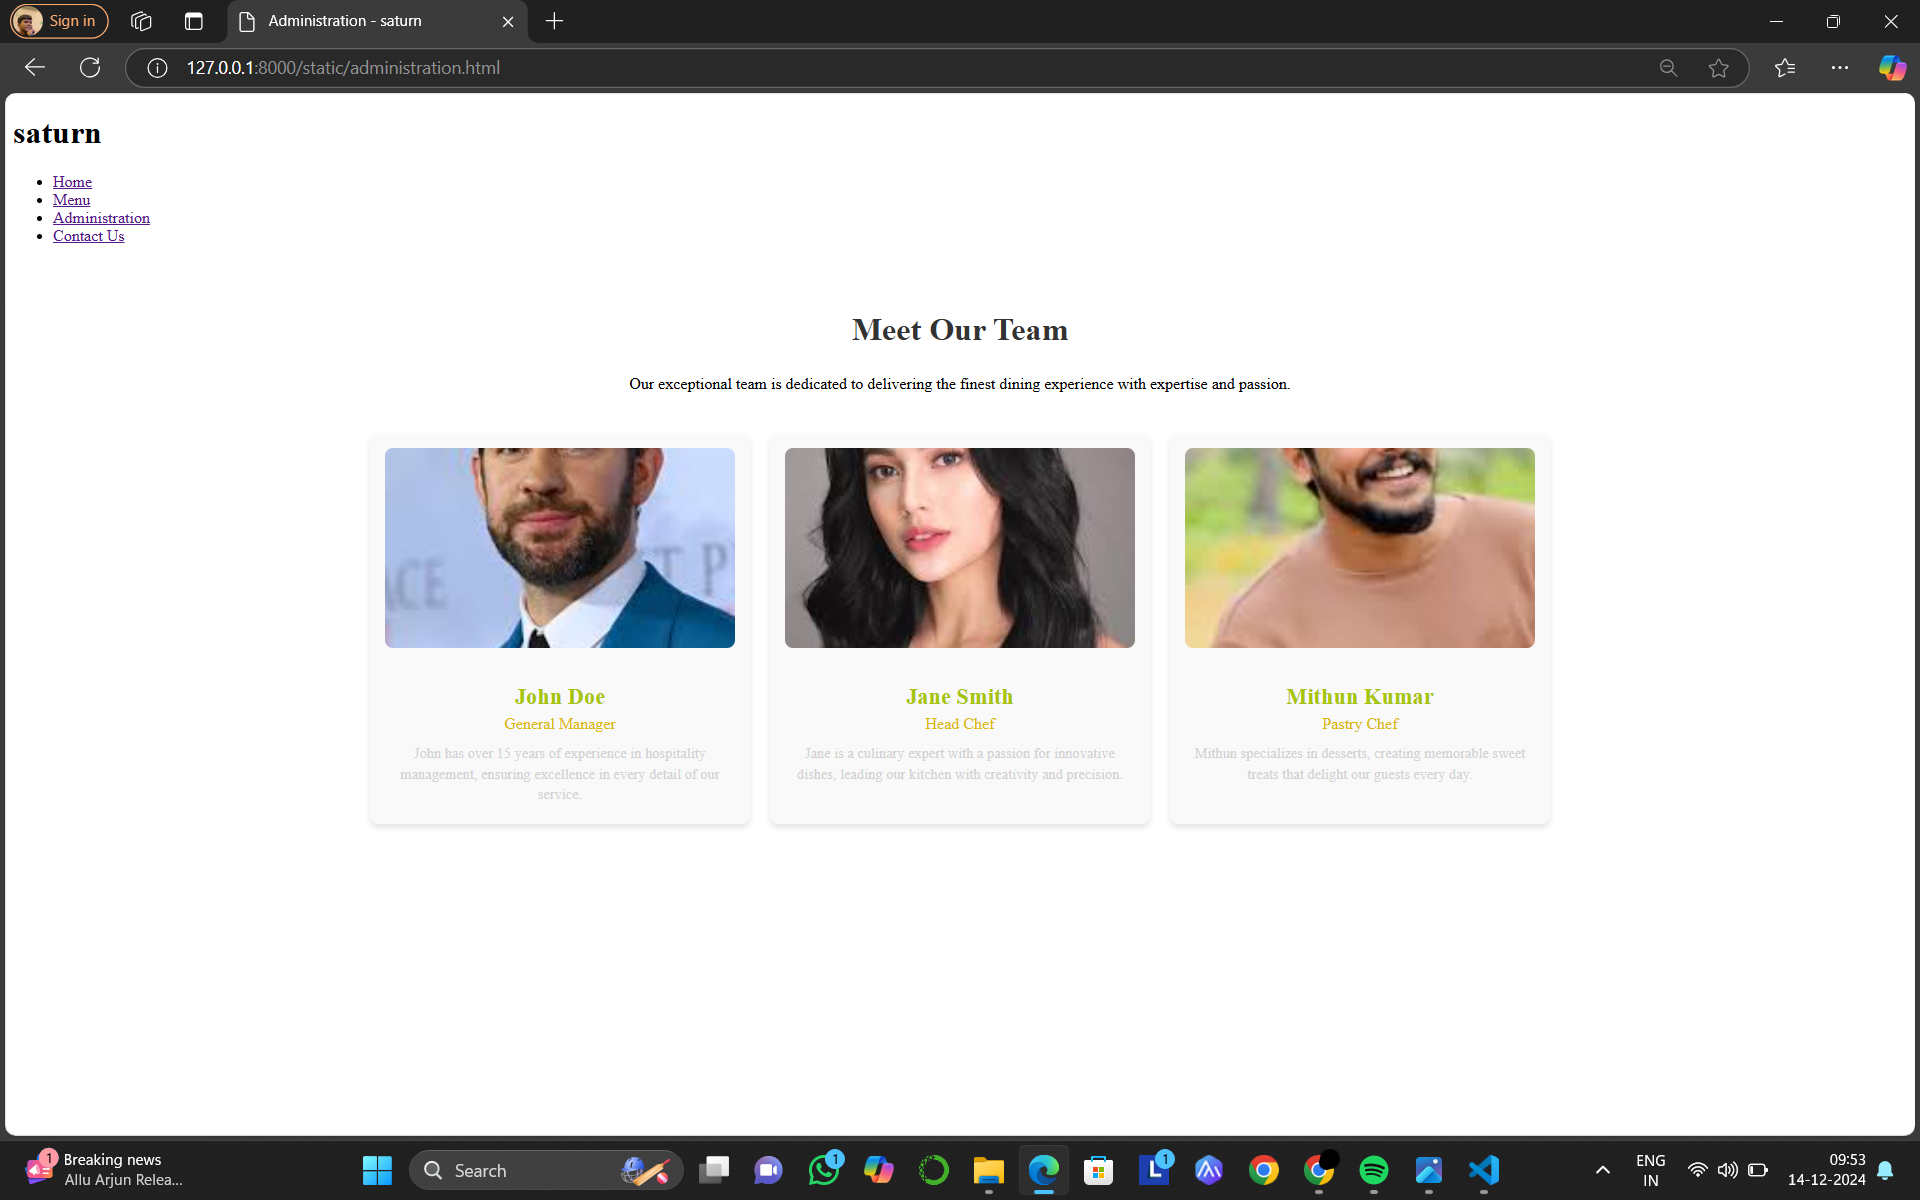 Sign in
Administration - saturn
127.0.0.1:8000/static/administration.html
saturn
Home
Menu
Administration
Contact Us
Meet Our Team
Our exceptional team is dedicated to delivering the finest dining experience with expertise and passion.
ACE
T P
John Doe
General Manager
John has over 15 years of experience in hospitality
management, ensuring excellence in every detail of our
service.
Jane Smith
Head Chef
Jane is a culinary expert with a passion for innovative
dishes, leading our kitchen with creativity and precision.
Mithun Kumar
Pastry Chef
Mithun specializes in desserts, creating memorable sweet
treats that delight our guests every day.
1
Breaking news
Allu Arjun Relea...
Search
1
L
1
ENG
IN
09:53
14-12-2024